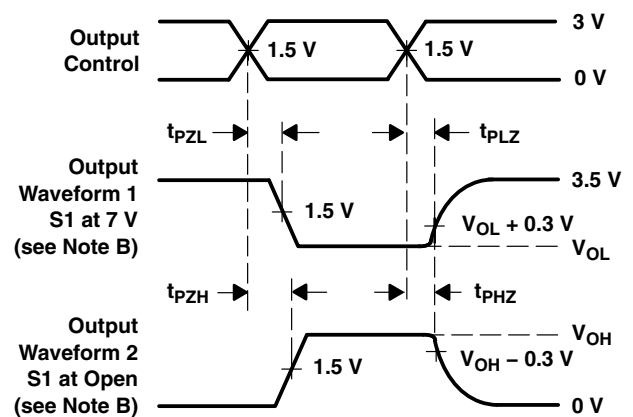 Output
Control
1.5 V
1.5 V
3 V
0 V
tPZL
tPLZ
Output
Waveform 1
S1 at 7 V
(see Note B)
1.5 V
3.5 V
VOL + 0.3 V
VOL
tPZH
tPHZ
Output
Waveform 2
S1 at Open
(see Note B)
1.5 V
VOH
VOH – 0.3 V
0 V